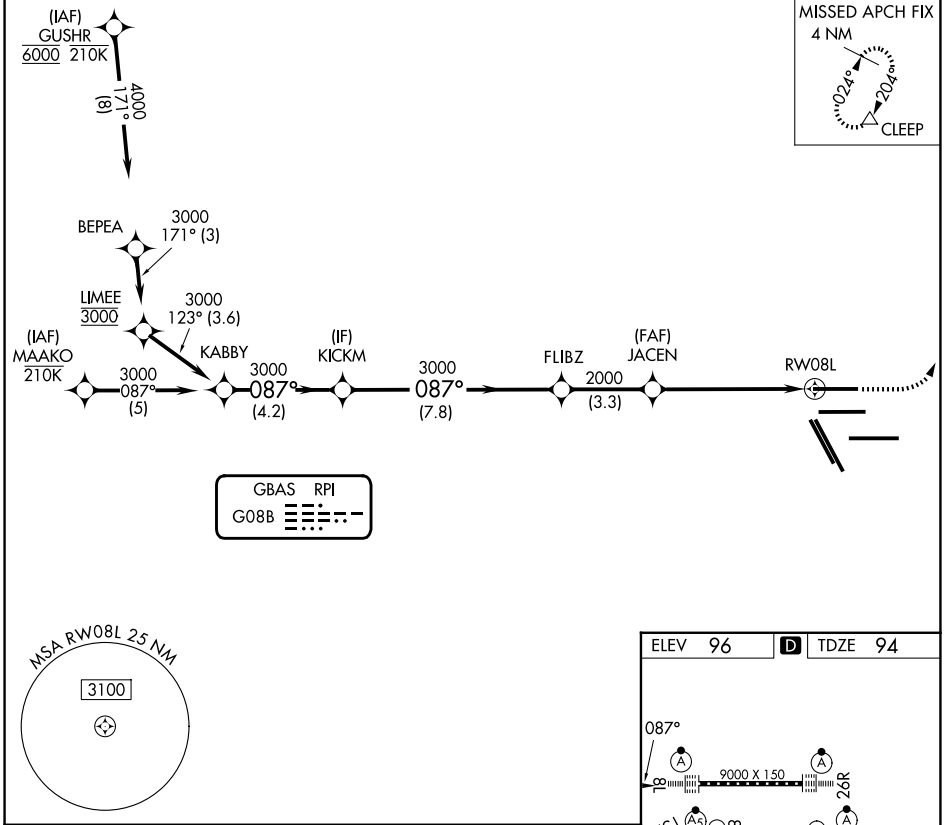 (IAF)
GUSHR
6000 210K
4000
171°
(8)
MISSED APCH FIX
4 NM
024°
204°
CLEEP
BEPEA
3000
171° (3)
LIMEE
3000
3000
123° (3.6)
(IAF)
MAAKO
210K
3000
087°
(5)
KABBY
3000
087°
(4.2)
(IF)
KICKM
3000
087°
(7.8)
FLIBZ
2000
(3.3)
(FAF)
JACEN
RW08L
GBAS RPI
G08B
MSA RW08L 25 NM
3100
ELEV 96 D TDZE 94
087°
A
A
8L
9000 X 150
26R
A5
A